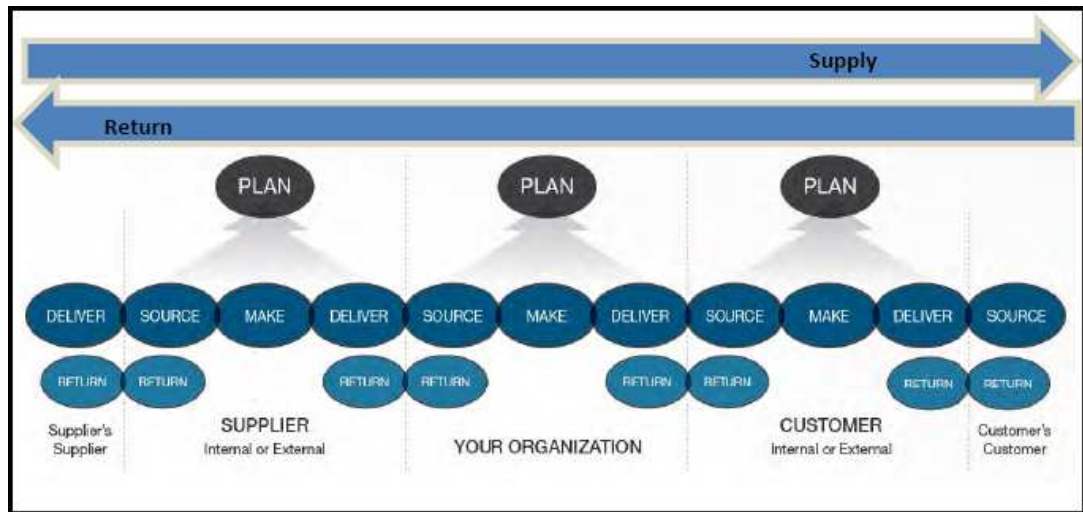 Supply
Return
PLAN PLAN PLAN
DELIVER SOURCE MAKE DELIVER SOURCE MAKE DELIVER SOURCE MAKE DELIVER SOURCE
RETURN RETURN RETURN RETURN RETURN RETURN RETURN RETURN
Supplier's
Supplier
SUPPLIER
Internal or External
YOUR ORGANIZATION
CUSTOMER
Internal or External
Customer's
Customer